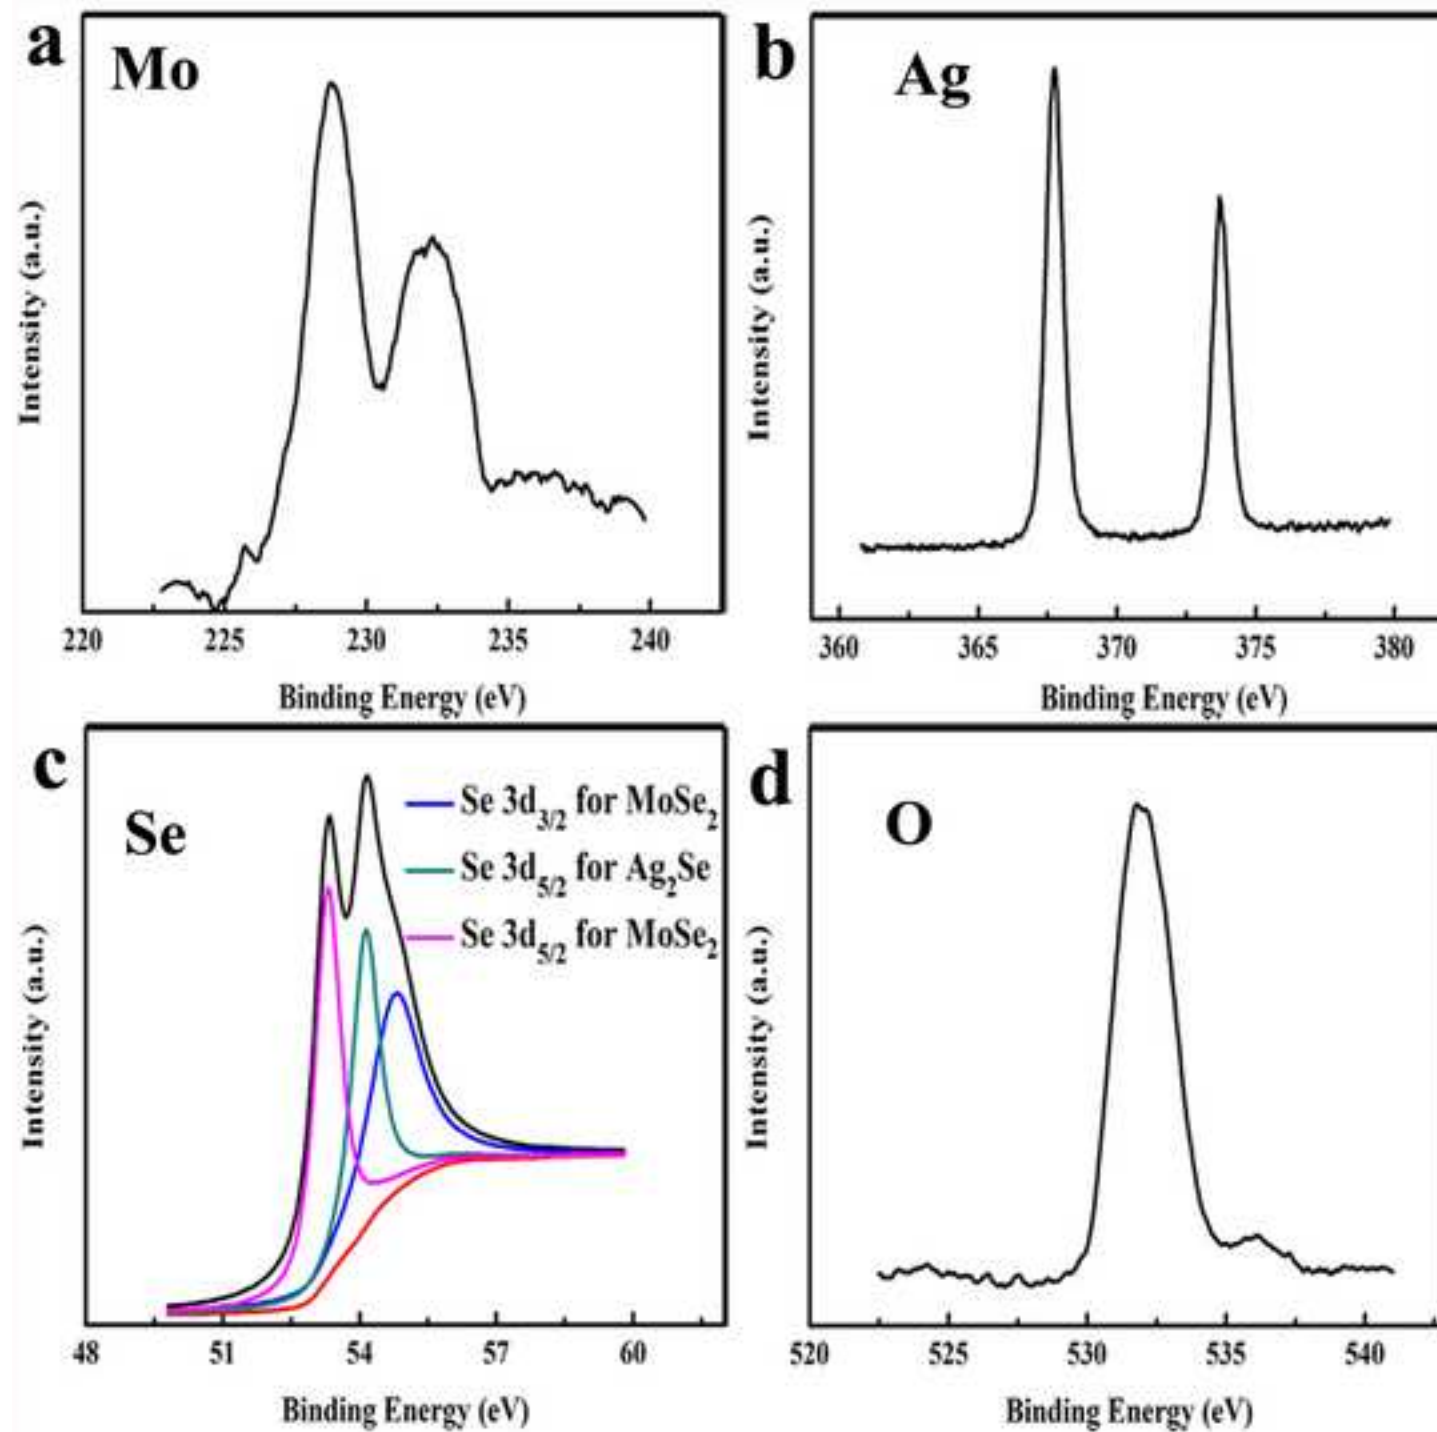 a
Mo
Intensity (a.u.)
220 225 230 235 240
Binding Energy (eV)
b
Ag
Intensity (a.u.)
360 365 370 375 380
Binding Energy (eV)
c
Se
Se 3d3/2 for MoSe2
Se 3d5/2 for Ag2Se
Se 3d5/2 for MoSe2
Intensity (a.u.)
48 51 54 57 60
Binding Energy (eV)
d
O
Intensity (a.u.)
520 525 530 535 540
Binding Energy (eV)